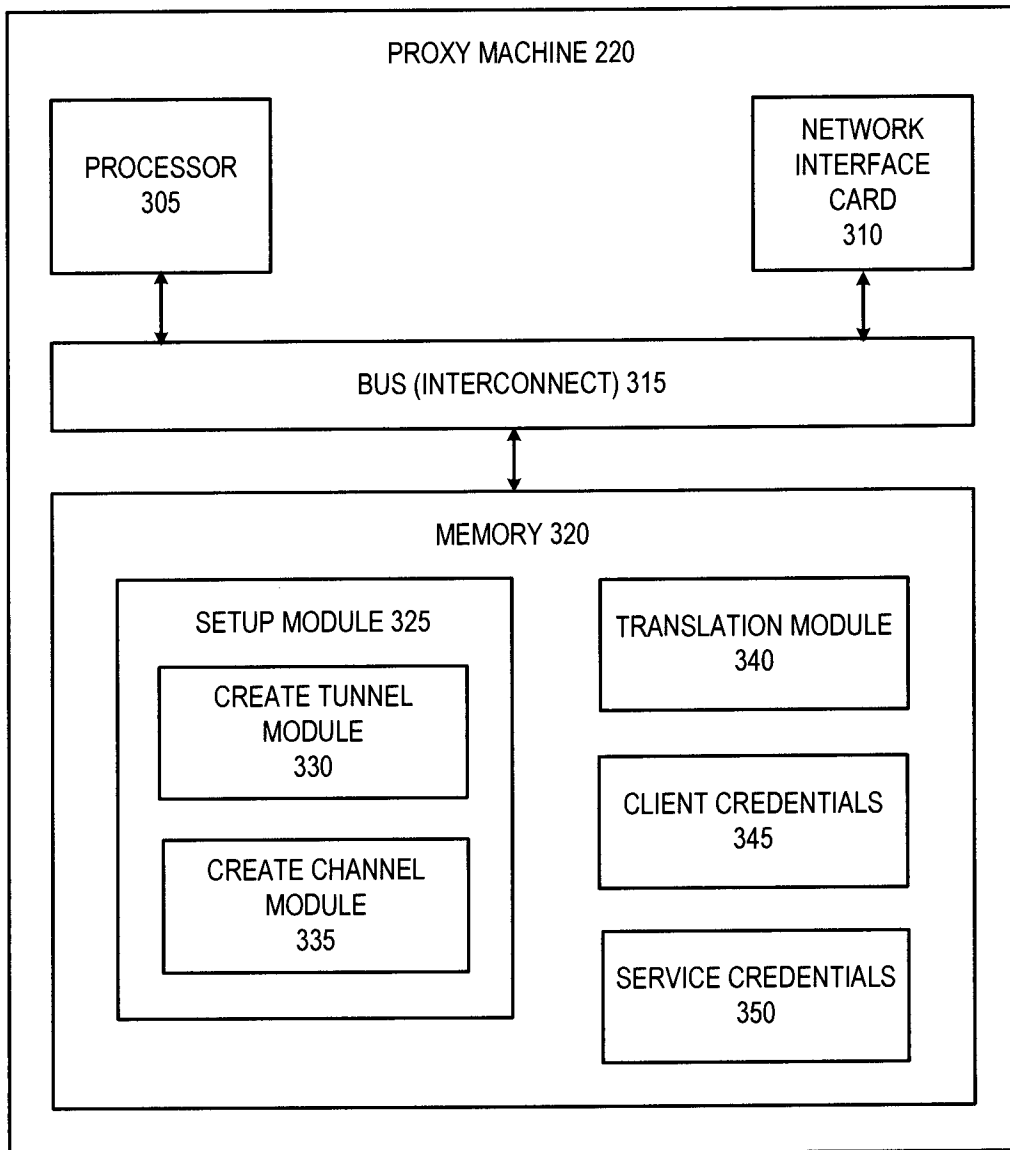 PROXY MACHINE 220
PROCESSOR
305
NETWORK
INTERFACE
CARD
310
BUS (INTERCONNECT) 315
MEMORY 320
SETUP MODULE 325
CREATE TUNNEL
MODULE
330
CREATE CHANNEL
MODULE
335
TRANSLATION MODULE
340
CLIENT CREDENTIALS
345
SERVICE CREDENTIALS
350